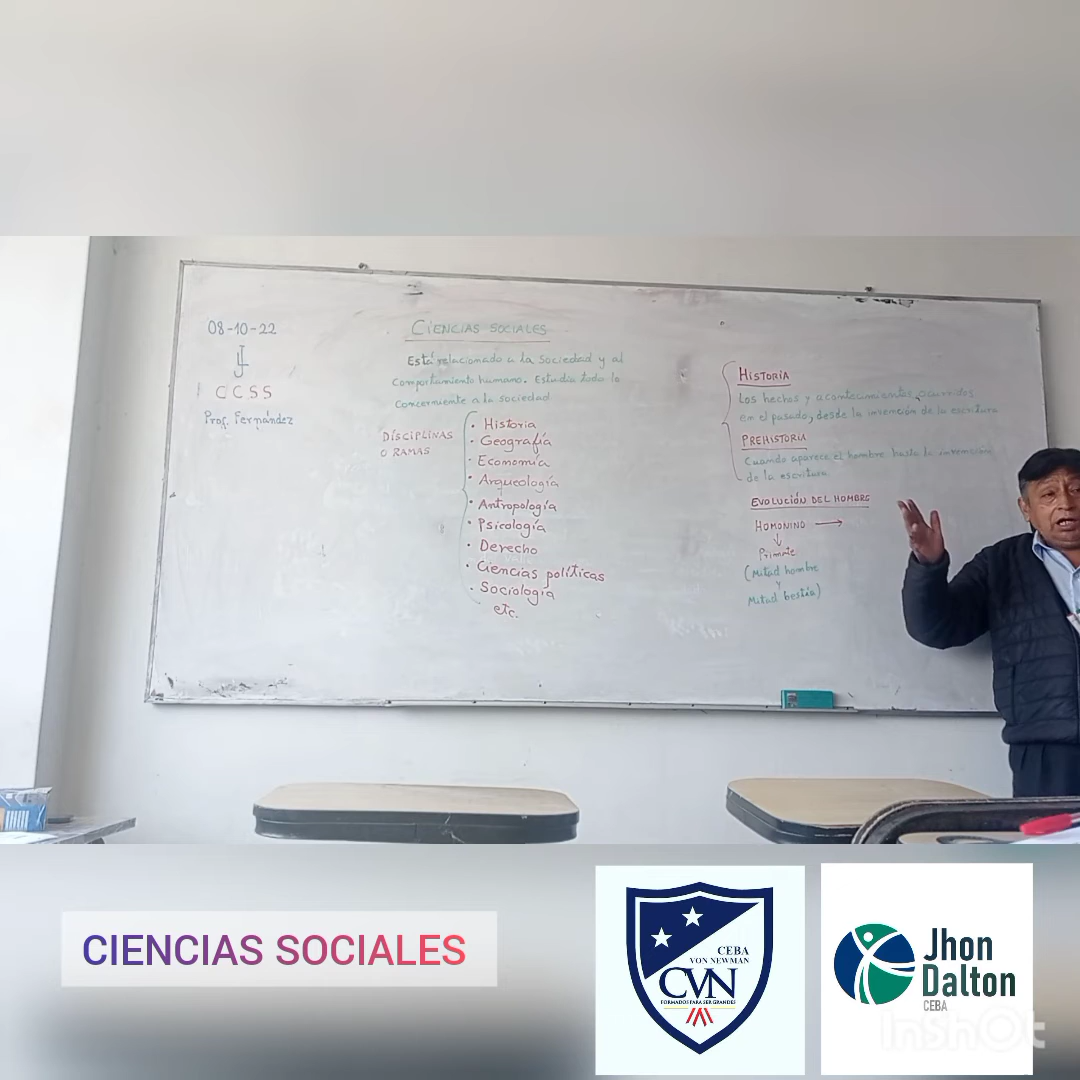 08-10-22
CCSS
Prof. Fernández
CIENCIAS SOCIALES
Está relacionado a la sociedad y al
comportamiento humano. Estudia todo lo
concerniente a la sociedad
DISCIPLINAS
O RAMAS
• Historia
• Geografía
• Economía
• Arqueología
• Antropología
• Psicología
• Derecho
• Ciencias políticas
• Sociología
etc.
HISTORIA
Los hechos y acontecimientos ocurridos
en el pasado, desde la invención de la escritura
PREHISTORIA
Cuando aparece el hombre hasta la invención
de la escritura.
EVOLUCIÓN DEL HOMBRE
HOMONINO →
↓
Primate
(Mitad hombre
y
Mitad bestia)
CIENCIAS SOCIALES
CEBA
VON NEWMAN
CVN
FORMADOS PARA SER GRANDES
Jhon
Dalton
CEBA
InShOt